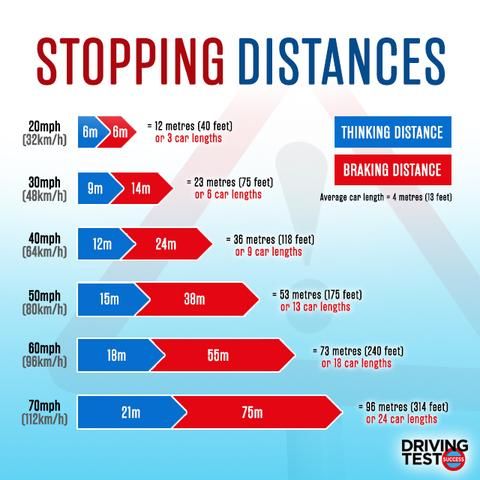 STOPPING DISTANCES
20mph
(32km/h)
6m 6m
= 12 metres (40 feet)
or 3 car lengths
THINKING DISTANCE
BRAKING DISTANCE
Average car length = 4 metres (13 feet)
30mph
(48km/h)
9m 14m
= 23 metres (75 feet)
or 6 car lengths
40mph
(64km/h)
12m 24m
= 36 metres (118 feet)
or 9 car lengths
50mph
(80km/h)
15m 38m
= 53 metres (175 feet)
or 13 car lengths
60mph
(96km/h)
18m 55m
= 73 metres (240 feet)
or 18 car lengths
70mph
(112km/h)
21m 75m
= 96 metres (314 feet)
or 24 car lengths
DRIVING
TEST SUCCESS